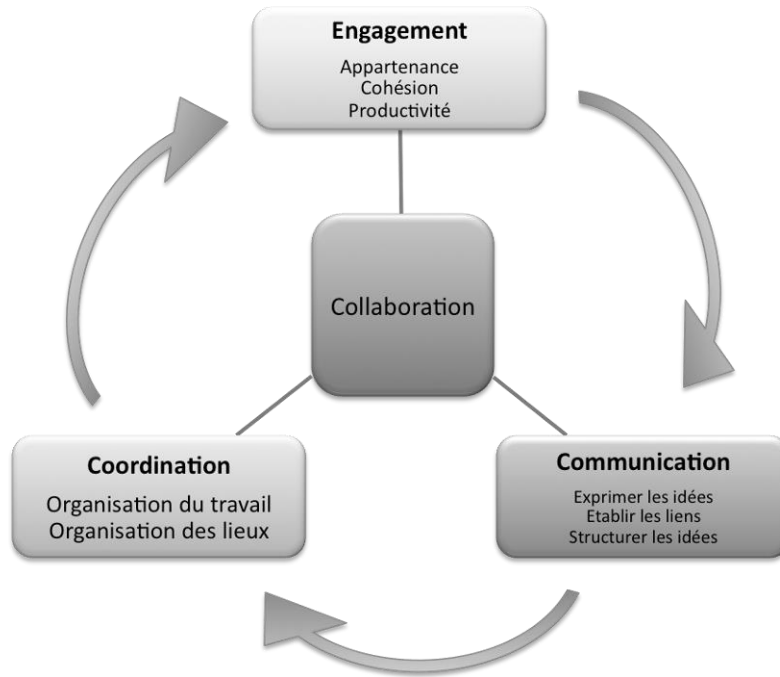 Engagement
Appartenance
Cohésion
Productivité
Collaboration
Coordination
Organisation du travail
Organisation des lieux
Communication
Exprimer les idées
Etablir les liens
Structurer les idées